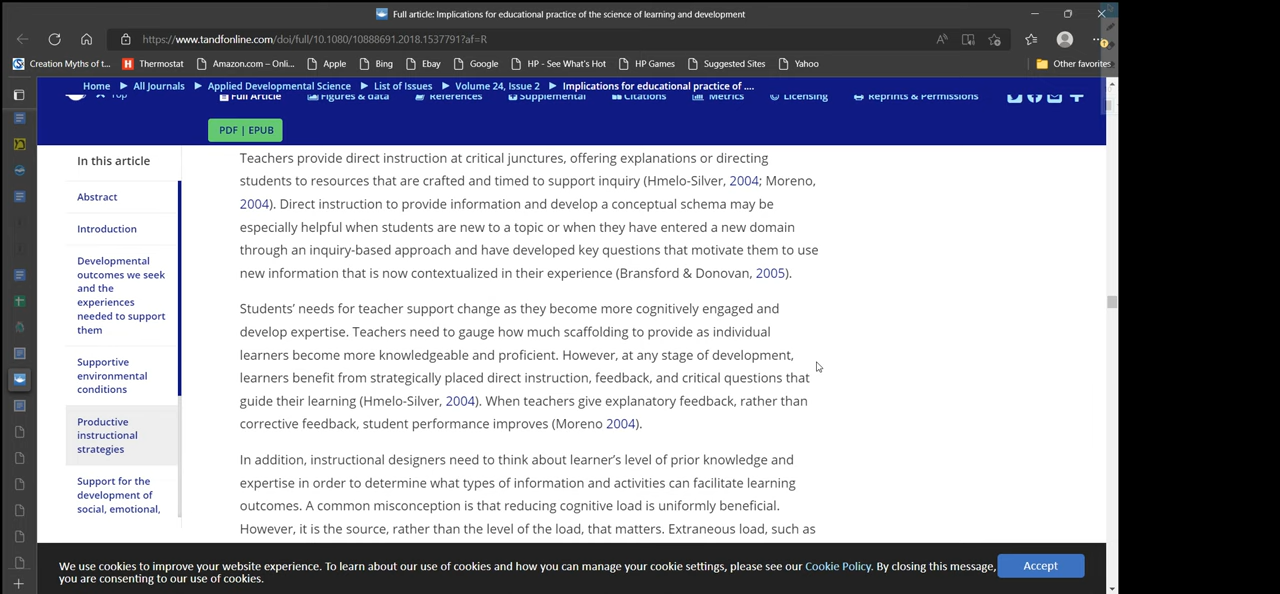 Full article: Implications for educational practice of the science of learning and development
https://www.tandfonline.com/doi/full/10.1080/10888691.2018.1537791?af=R
Creation Myths of t... Thermostat Amazon.com – Onli... Apple Bing Ebay Google HP - See What's Hot HP Games Suggested Sites Yahoo Other favorites
Home All Journals Applied Developmental Science List of Issues Volume 24, Issue 2 Implications for educational practice of ....
Top Full Article Figures & data References Supplemental Citations Metrics Licensing Reprints & Permissions
PDF | EPUB
In this article
Abstract
Introduction
Developmental
outcomes we seek
and the
experiences
needed to support
them
Supportive
environmental
conditions
Productive
instructional
strategies
Support for the
development of
social, emotional,
Teachers provide direct instruction at critical junctures, offering explanations or directing
students to resources that are crafted and timed to support inquiry (Hmelo-Silver, 2004; Moreno,
2004). Direct instruction to provide information and develop a conceptual schema may be
especially helpful when students are new to a topic or when they have entered a new domain
through an inquiry-based approach and have developed key questions that motivate them to use
new information that is now contextualized in their experience (Bransford & Donovan, 2005).
Students' needs for teacher support change as they become more cognitively engaged and
develop expertise. Teachers need to gauge how much scaffolding to provide as individual
learners become more knowledgeable and proficient. However, at any stage of development,
learners benefit from strategically placed direct instruction, feedback, and critical questions that
guide their learning (Hmelo-Silver, 2004). When teachers give explanatory feedback, rather than
corrective feedback, student performance improves (Moreno 2004).
In addition, instructional designers need to think about learner's level of prior knowledge and
expertise in order to determine what types of information and activities can facilitate learning
outcomes. A common misconception is that reducing cognitive load is uniformly beneficial.
However, it is the source, rather than the level of the load, that matters. Extraneous load, such as
We use cookies to improve your website experience. To learn about our use of cookies and how you can manage your cookie settings, please see our Cookie Policy. By closing this message,
you are consenting to our use of cookies.
Accept